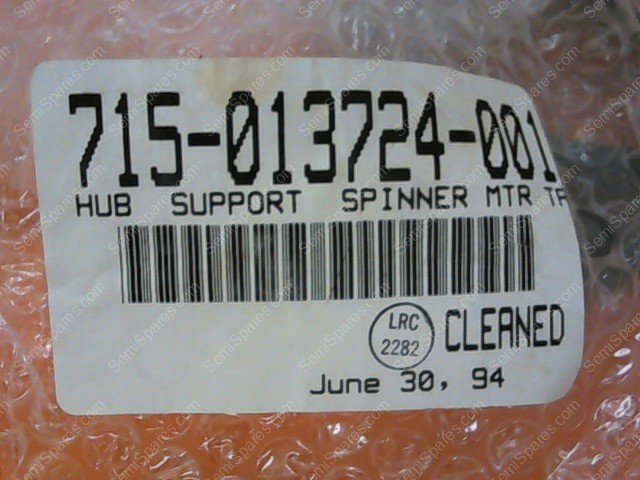 715-013724-001
HUB SUPPORT SPINNER MTR
LRC
2282
CLEANED
June 30, 94
SemiSpares.com